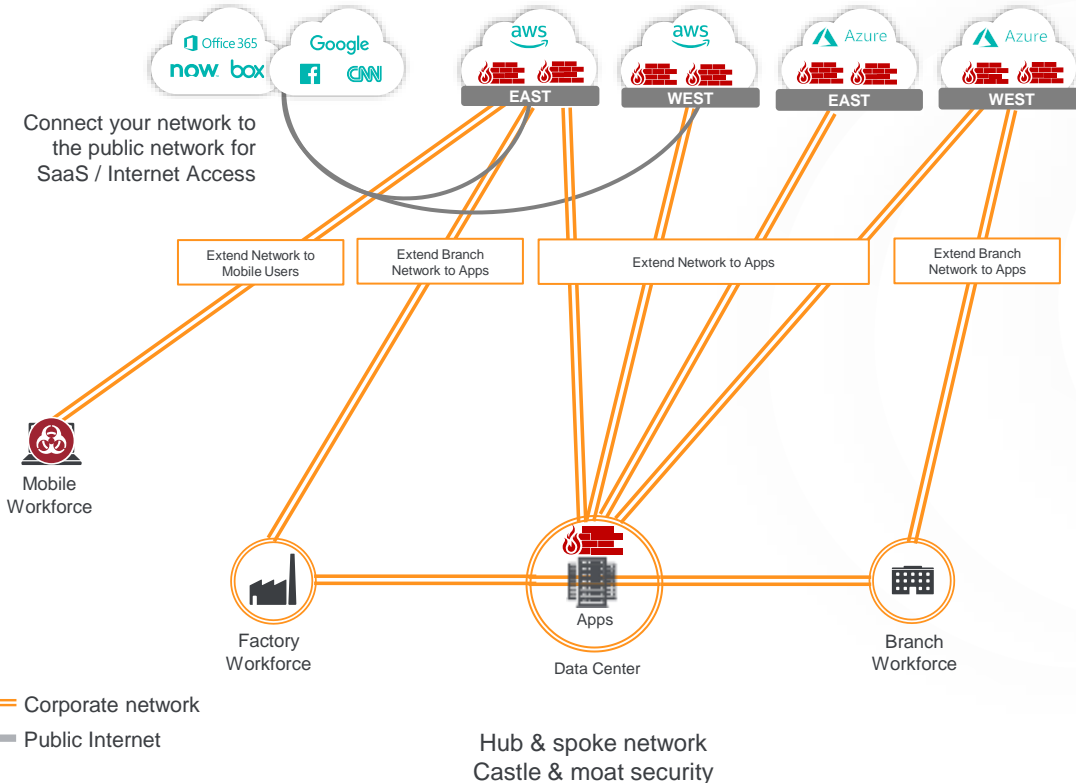 Office 365
now. box
Google
CNN
aws
EAST
aws
WEST
Azure
EAST
Azure
WEST
Connect your network to
the public network for
SaaS / Internet Access
Extend Network to
Mobile Users
Extend Branch
Network to Apps
Extend Network to Apps
Extend Branch
Network to Apps
Mobile
Workforce
Factory
Workforce
Apps
Data Center
Branch
Workforce
Corporate network
Public Internet
Hub & spoke network
Castle & moat security